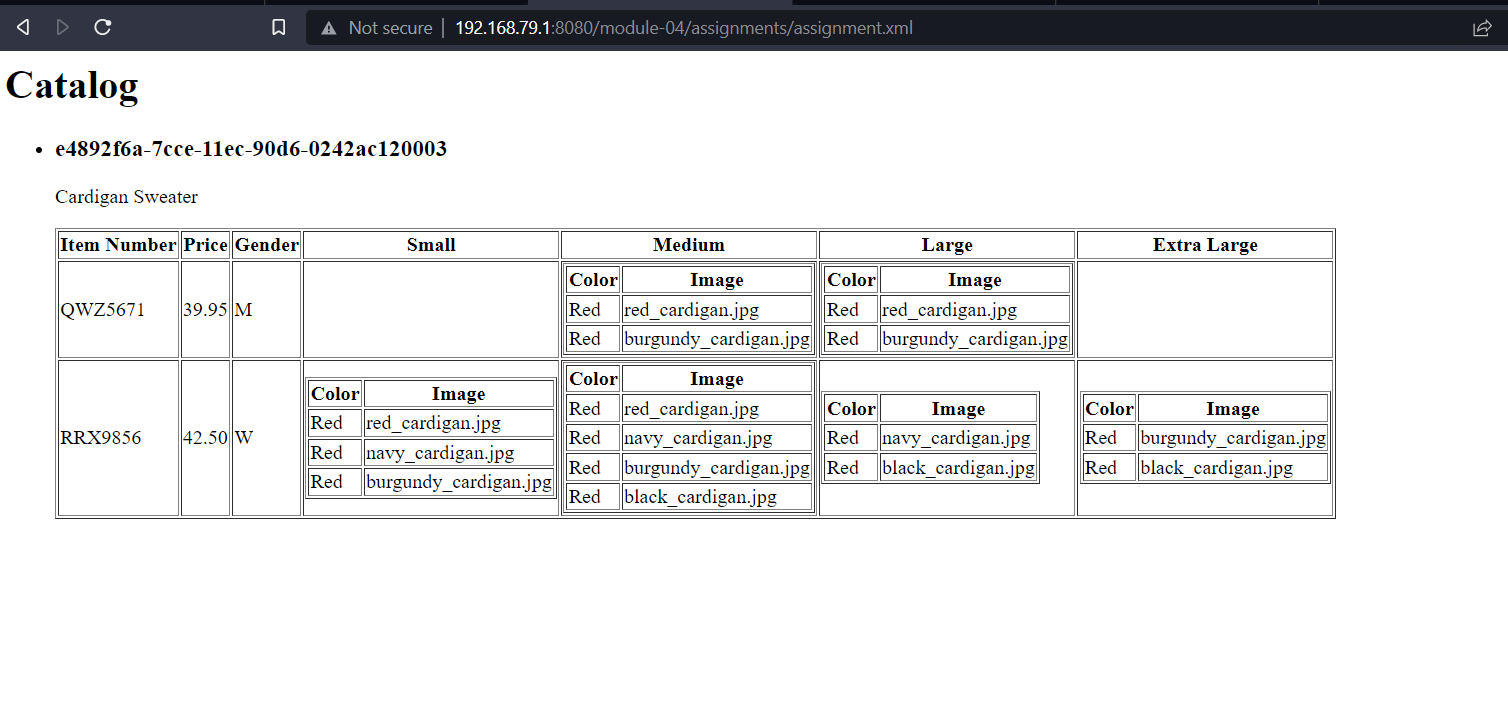 Not secure | 192.168.79.1:8080/module-04/assignments/assignment.xml
Catalog
• e4892f6a-7cce-11ec-90d6-0242ac120003
Cardigan Sweater
Item Number Price Gender Small Medium Large Extra Large
QWZ5671 39.95 M
Color Image
Red red_cardigan.jpg
Red burgundy_cardigan.jpg
Color Image
Red red_cardigan.jpg
Red burgundy_cardigan.jpg
RRX9856 42.50 W
Color Image
Red red_cardigan.jpg
Red navy_cardigan.jpg
Red burgundy_cardigan.jpg
Color Image
Red red_cardigan.jpg
Red navy_cardigan.jpg
Red burgundy_cardigan.jpg
Red black_cardigan.jpg
Color Image
Red navy_cardigan.jpg
Red black_cardigan.jpg
Color Image
Red burgundy_cardigan.jpg
Red black_cardigan.jpg